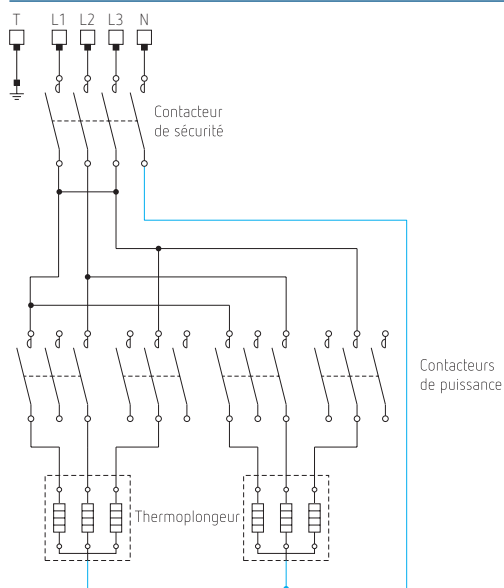 T L1 L2 L3 N
Contacteur
de sécurité
Contacteurs
de puissance
Thermoplongeur